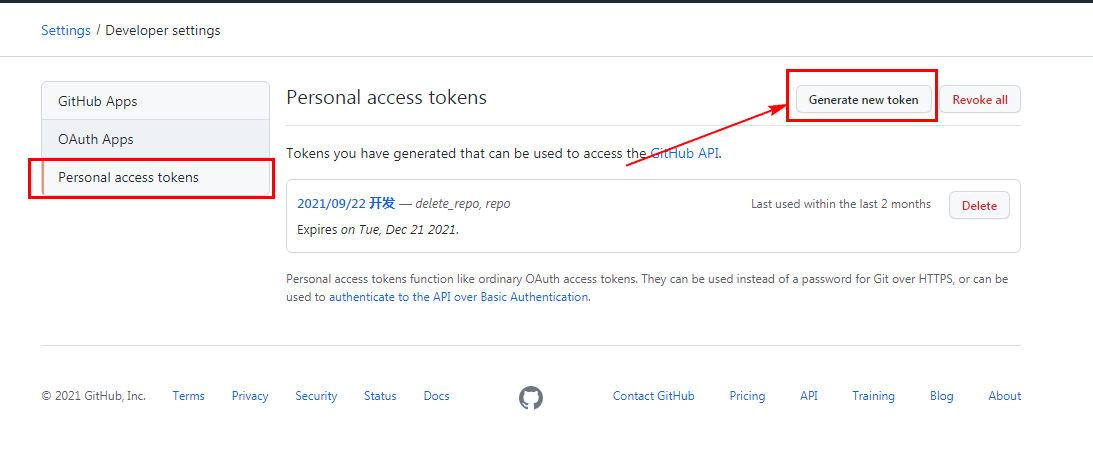 Settings / Developer settings
GitHub Apps
OAuth Apps
Personal access tokens
Personal access tokens
Generate new token
Revoke all
Tokens you have generated that can be used to access the GitHub API.
2021/09/22 开发 — delete_repo, repo
Last used within the last 2 months
Delete
Expires on Tue, Dec 21 2021.
Personal access tokens function like ordinary OAuth access tokens. They can be used instead of a password for Git over HTTPS, or can be
used to authenticate to the API over Basic Authentication.
© 2021 GitHub, Inc.
Terms
Privacy
Security
Status
Docs
Contact GitHub
Pricing
API
Training
Blog
About